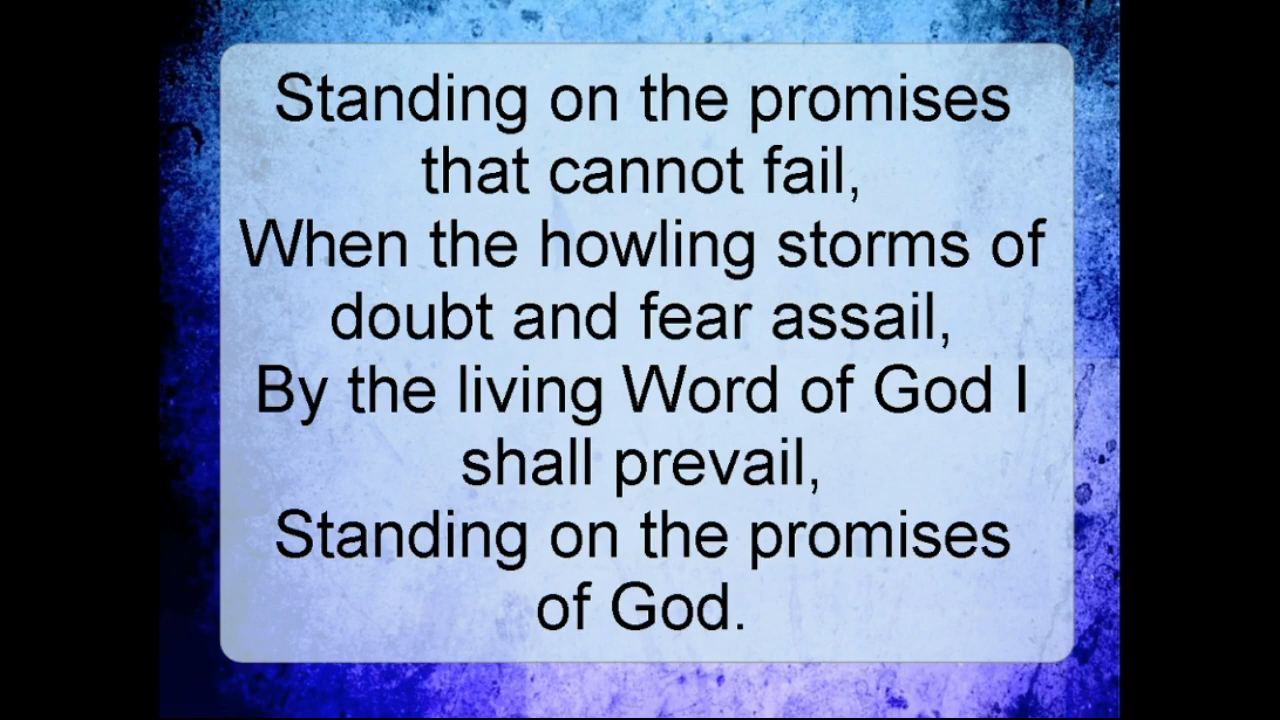 Standing on the promises
that cannot fail,
When the howling storms of
doubt and fear assail,
By the living Word of God I
shall prevail,
Standing on the promises
of God.